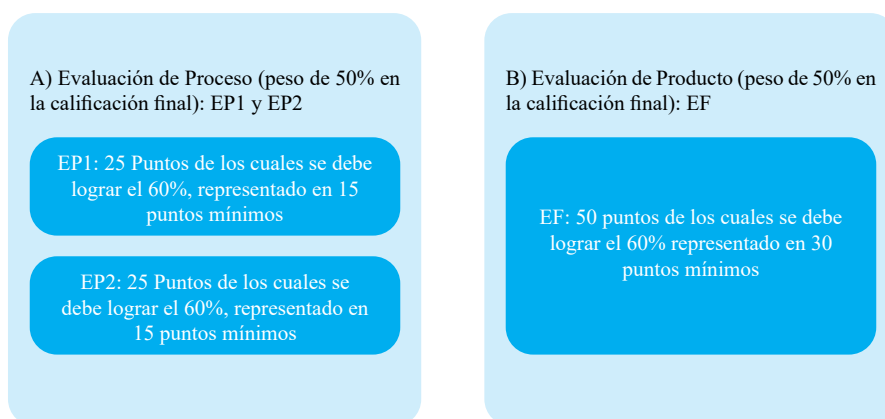 A) Evaluación de Proceso (peso de 50% en
la calificación final): EP1 y EP2
EP1: 25 Puntos de los cuales se debe
lograr el 60%, representado en 15
puntos mínimos
EP2: 25 Puntos de los cuales se
debe lograr el 60%, representado en
15 puntos mínimos
B) Evaluación de Producto (peso de 50% en
la calificación final): EF
EF: 50 puntos de los cuales se debe
lograr el 60% representado en 30
puntos mínimos